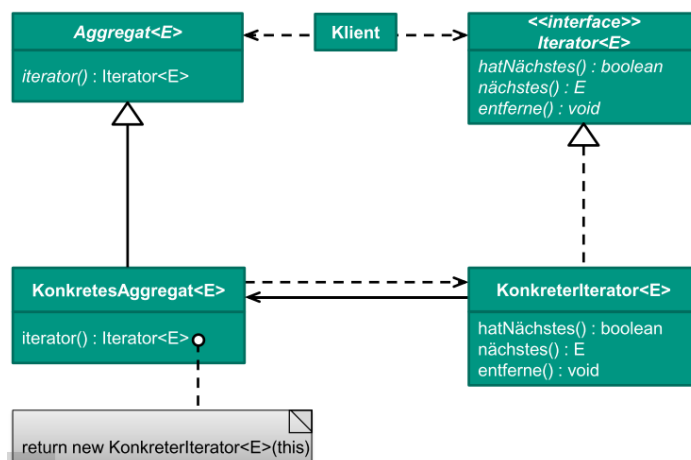 Aggregat<E>
iterator() : Iterator<E>
Klient
<<interface>>
Iterator<E>
hatNächstes() : boolean
nächstes() : E
entferne() : void
KonkretesAggregat<E>
iterator() : Iterator<E>
KonkreterIterator<E>
hatNächstes() : boolean
nächstes() : E
entferne() : void
return new KonkreterIterator<E>(this)